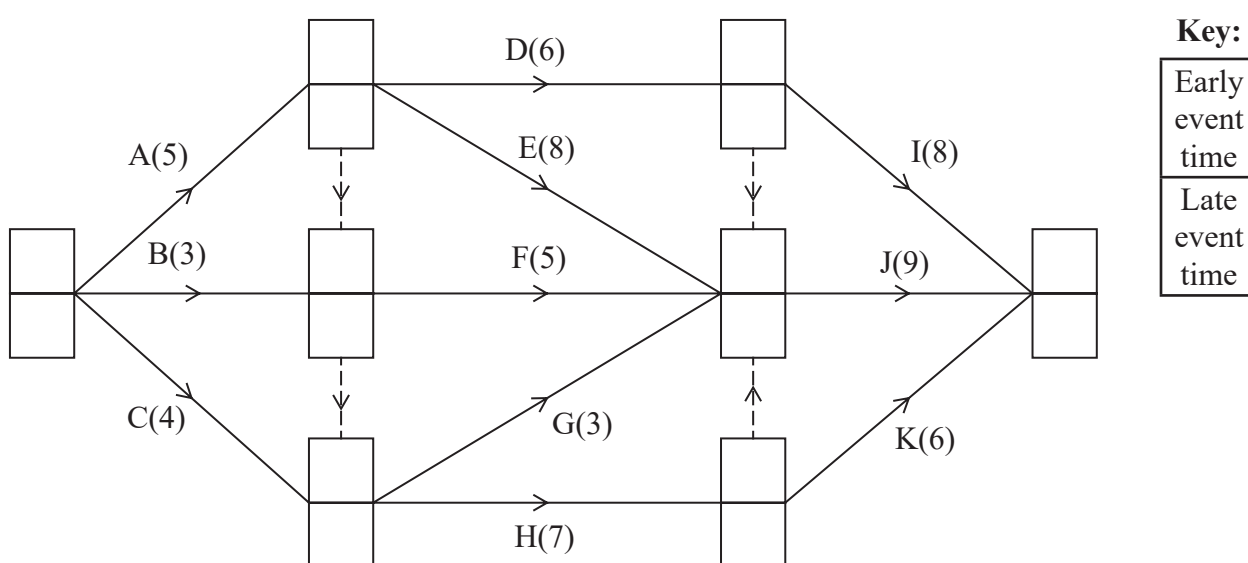 D(6)
Key:
Early
event
time
Late
event
time
E(8)
A(5)
I(8)
B(3)
F(5)
J(9)
C(4)
G(3)
K(6)
H(7)